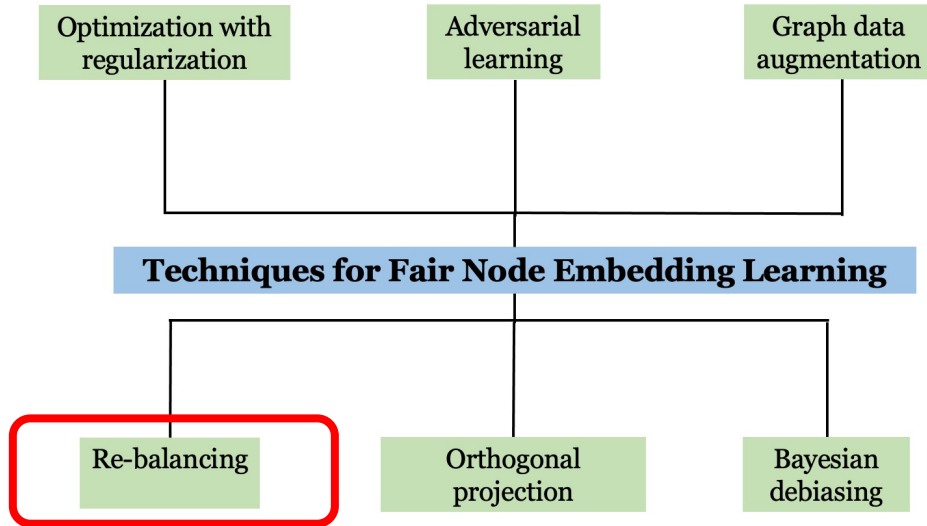 Optimization with
regularization
Adversarial
learning
Graph data
augmentation
Techniques for Fair Node Embedding Learning
Re-balancing
Orthogonal
projection
Bayesian
debiasing